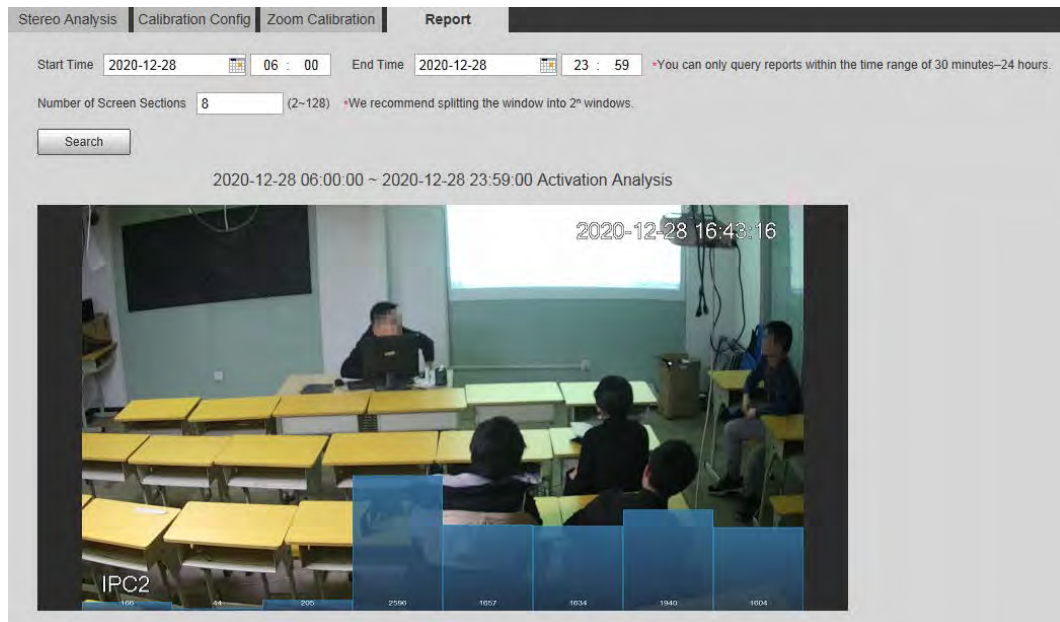 Stereo Analysis Calibration Config Zoom Calibration Report
Start Time 2020-12-28 06 : 00 End Time 2020-12-28 23 : 59 *You can only query reports within the time range of 30 minutes–24 hours.
Number of Screen Sections 8 (2~128) *We recommend splitting the window into 2ⁿ windows.
Search
2020-12-28 06:00:00 ~ 2020-12-28 23:59:00 Activation Analysis
2020-12-28 16:43:16
IPC2
44 205 2596 1657 1634 1940 1604